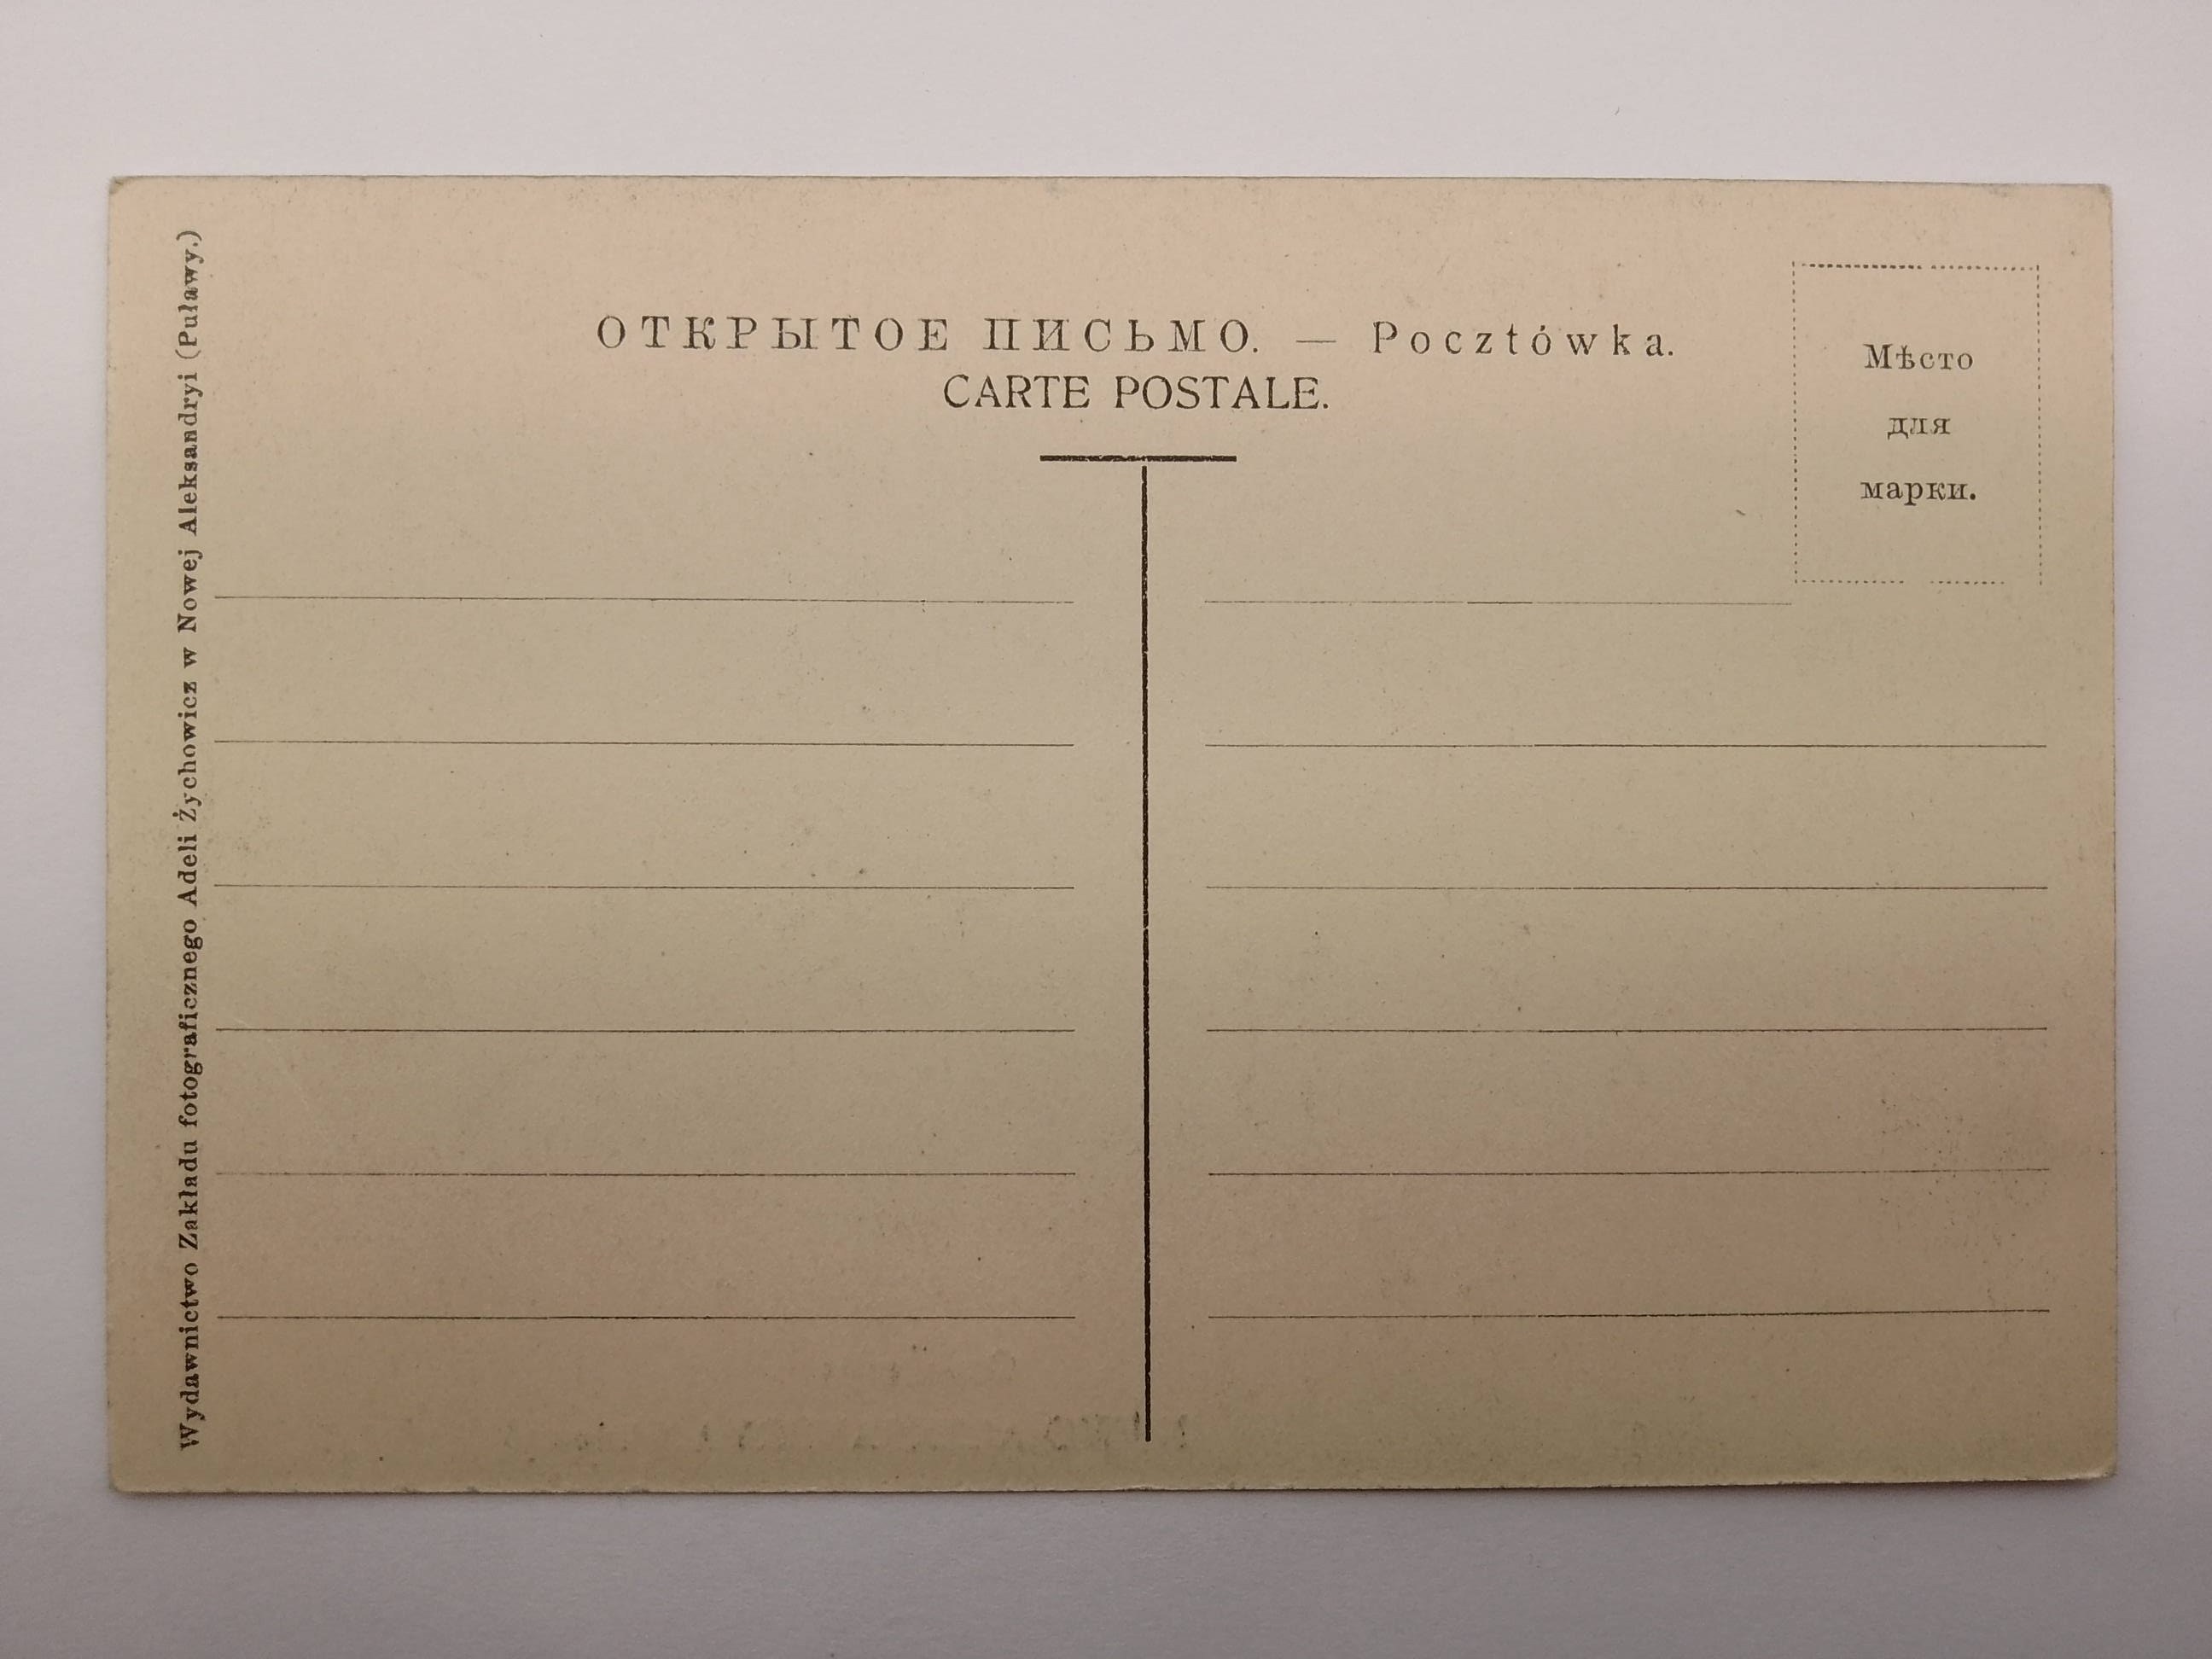 ОТКРЫТОЕ ПИСЬМО. — Pocztówka.
CARTE POSTALE.
Мѣсто
для
марки.
Wydawnictwo Zakładu fotograficznego Adeli Żychowicz w Nowej Aleksandryi (Puławy.)